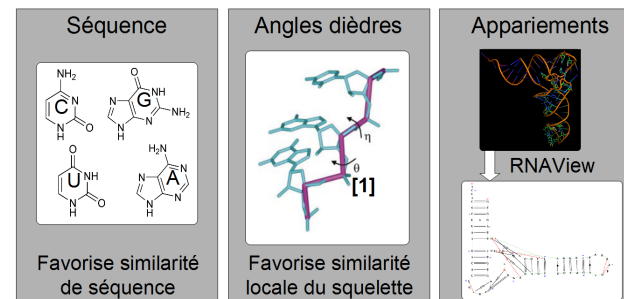 Séquence
NH₂
C
N
N
H
O
O
G
NH
N
N
H
N
NH₂
O
U
NH
N
H
O
H₂N
A
N
N
N
N
H
Favorise similarité
de séquence
Angles dièdres
η
θ
[1]
Favorise similarité
locale du squelette
Appariements
RNAView